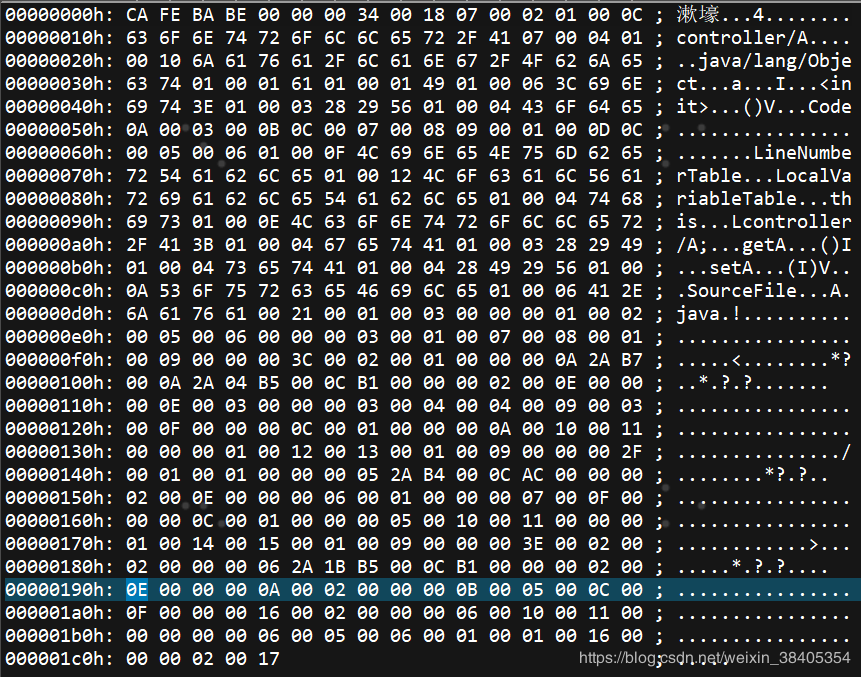 00000000h: CA FE BA BE 00 00 00 34 00 18 07 00 02 01 00 0C ; 漱壕...4........
00000010h: 63 6F 6E 74 72 6F 6C 6C 65 72 2F 41 07 00 04 01 ; controller/A....
00000020h: 00 10 6A 61 76 61 2F 6C 61 6E 67 2F 4F 62 6A 65 ; ..java/lang/Obje
00000030h: 63 74 01 00 01 61 01 00 01 49 01 00 06 3C 69 6E ; ct...a...I...<in
00000040h: 69 74 3E 01 00 03 28 29 56 01 00 04 43 6F 64 65 ; it>...()V...Code
00000050h: 0A 00 03 00 0B 0C 00 07 00 08 09 00 01 00 0D 0C ; ................
00000060h: 00 05 00 06 01 00 0F 4C 69 6E 65 4E 75 6D 62 65 ; .......LineNumbe
00000070h: 72 54 61 62 6C 65 01 00 12 4C 6F 63 61 6C 56 61 ; rTable...LocalVa
00000080h: 72 69 61 62 6C 65 54 61 62 6C 65 01 00 04 74 68 ; riableTable...th
00000090h: 69 73 01 00 0E 4C 63 6F 6E 74 72 6F 6C 6C 65 72 ; is...Lcontroller
000000a0h: 2F 41 3B 01 00 04 67 65 74 41 01 00 03 28 29 49 ; /A;...getA...()I
000000b0h: 01 00 04 73 65 74 41 01 00 04 28 49 29 56 01 00 ; ...setA...(I)V..
000000c0h: 0A 53 6F 75 72 63 65 46 69 6C 65 01 00 06 41 2E ; .SourceFile...A.
000000d0h: 6A 61 76 61 00 21 00 01 00 03 00 00 00 01 00 02 ; java.!..........
000000e0h: 00 05 00 06 00 00 00 03 00 01 00 07 00 08 00 01 ; ................
000000f0h: 00 09 00 00 00 3C 00 02 00 01 00 00 00 0A 2A B7 ; .....<........*?
00000100h: 00 0A 2A 04 B5 00 0C B1 00 00 00 02 00 0E 00 00 ; ..*.?.?.......
00000110h: 00 0E 00 03 00 00 00 03 00 04 00 04 00 09 00 03 ; ................
00000120h: 00 0F 00 00 00 0C 00 01 00 00 00 0A 00 10 00 11 ; ................
00000130h: 00 00 00 01 00 12 00 13 00 01 00 09 00 00 00 2F ; .............../
00000140h: 00 01 00 01 00 00 00 05 2A B4 00 0C AC 00 00 00 ; ........*?.?..
00000150h: 02 00 0E 00 00 00 06 00 01 00 00 00 07 00 0F 00 ; ................
00000160h: 00 00 0C 00 01 00 00 00 05 00 10 00 11 00 00 00 ; ................
00000170h: 01 00 14 00 15 00 01 00 09 00 00 00 3E 00 02 00 ; ............>...
00000180h: 02 00 00 00 06 2A 1B B5 00 0C B1 00 00 00 02 00 ; .....*.?.?....
00000190h: 0E 00 00 00 0A 00 02 00 00 00 0B 00 05 00 0C 00 ; ................
000001a0h: 0F 00 00 00 16 00 02 00 00 00 06 00 10 00 11 00 ; ................
000001b0h: 00 00 00 00 06 00 05 00 06 00 01 00 01 00 16 00 ; ................
000001c0h: 00 00 02 00 17 ; .....
https://blog.csdn.net/weixin_38405354